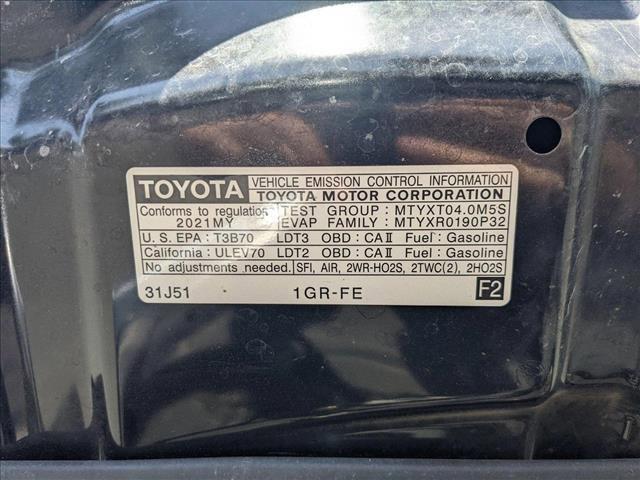 TOYOTA VEHICLE EMISSION CONTROL INFORMATION
TOYOTA MOTOR CORPORATION
Conforms to regulations TEST GROUP : MTYXT04.0M5S
2021MY EVAP FAMILY : MTYXR0190P32
U.S. EPA : T3B70 LDT3 OBD : CAⅡ Fuel : Gasoline
California : ULEV70 LDT2 OBD : CAⅡ Fuel : Gasoline
No adjustments needed. SFI, AIR, 2WR-HO2S, 2TWC(2), 2HO2S
31J51 1GR-FE F2